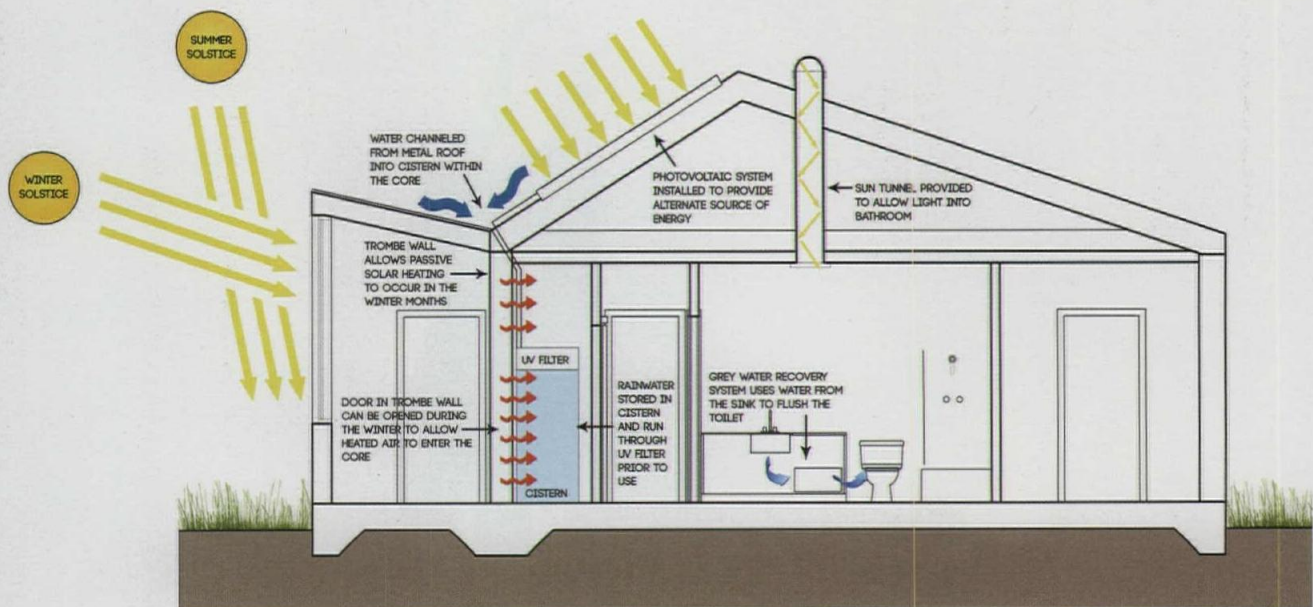 SUMMER
SOLSTICE
WINTER
SOLSTICE
WATER CHANNELED
FROM METAL ROOF
INTO CISTERN WITHIN
THE CORE
PHOTOVOLTAIC SYSTEM
INSTALLED TO PROVIDE
ALTERNATE SOURCE OF
ENERGY
SUN TUNNEL PROVIDED
TO ALLOW LIGHT INTO
BATHROOM
TROMBE WALL
ALLOWS PASSIVE
SOLAR HEATING
TO OCCUR IN THE
WINTER MONTHS
UV FILTER
DOOR IN TROMBE WALL
CAN BE OPENED DURING
THE WINTER TO ALLOW
HEATED AIR TO ENTER THE
CORE
RAINWATER
STORED IN
CISTERN
AND RUN
THROUGH
UV FILTER
PRIOR TO
USE
GREY WATER RECOVERY
SYSTEM USES WATER FROM
THE SINK TO FLUSH THE
TOILET
CISTERN